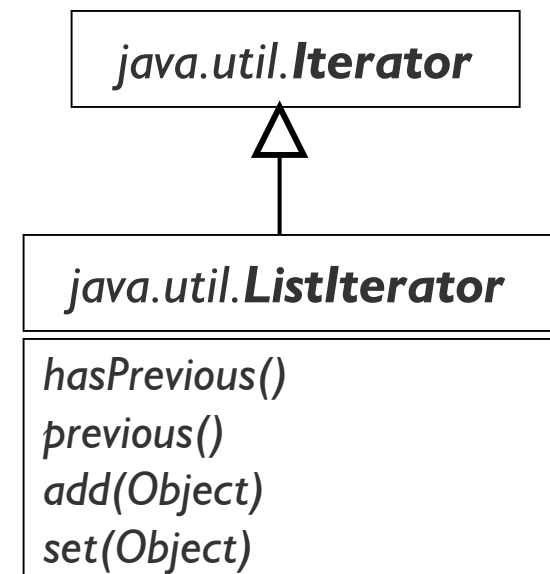 java.util.Iterator
java.util.ListIterator
hasPrevious()
previous()
add(Object)
set(Object)